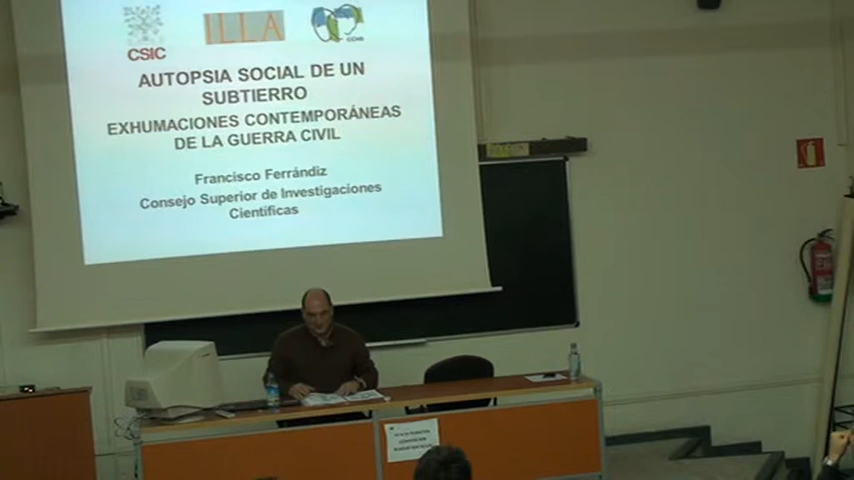 CSIC
ILLA
AUTOPSIA SOCIAL DE UN
SUBTIERRO
EXHUMACIONES CONTEMPORÁNEAS
DE LA GUERRA CIVIL
Francisco Ferrándiz
Consejo Superior de Investigaciones
Científicas